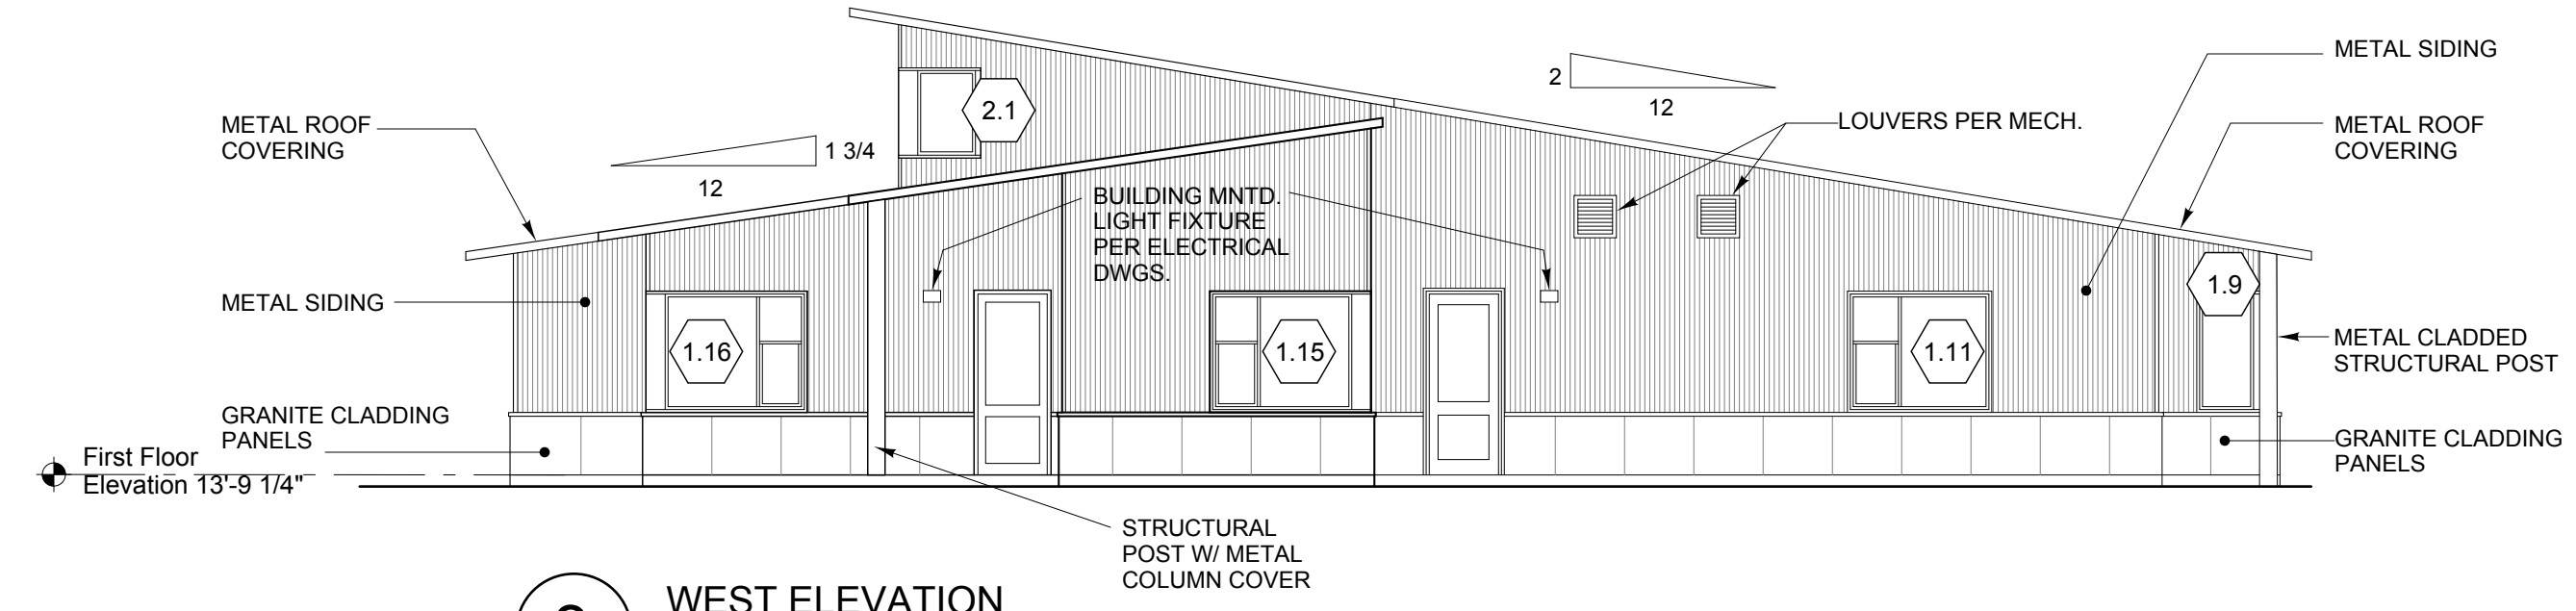 METAL SIDING
2
12
2.1
METAL ROOF
COVERING
LOUVERS PER MECH.
METAL ROOF
COVERING
1 3/4
12
BUILDING MNTD.
LIGHT FIXTURE
PER ELECTRICAL
DWGS.
1.9
METAL SIDING
1.16
1.15
1.11
METAL CLADDED
STRUCTURAL POST
GRANITE CLADDING
PANELS
GRANITE CLADDING
PANELS
First Floor
Elevation 13'-9 1/4"
STRUCTURAL
POST W/ METAL
COLUMN COVER
WEST ELEVATION